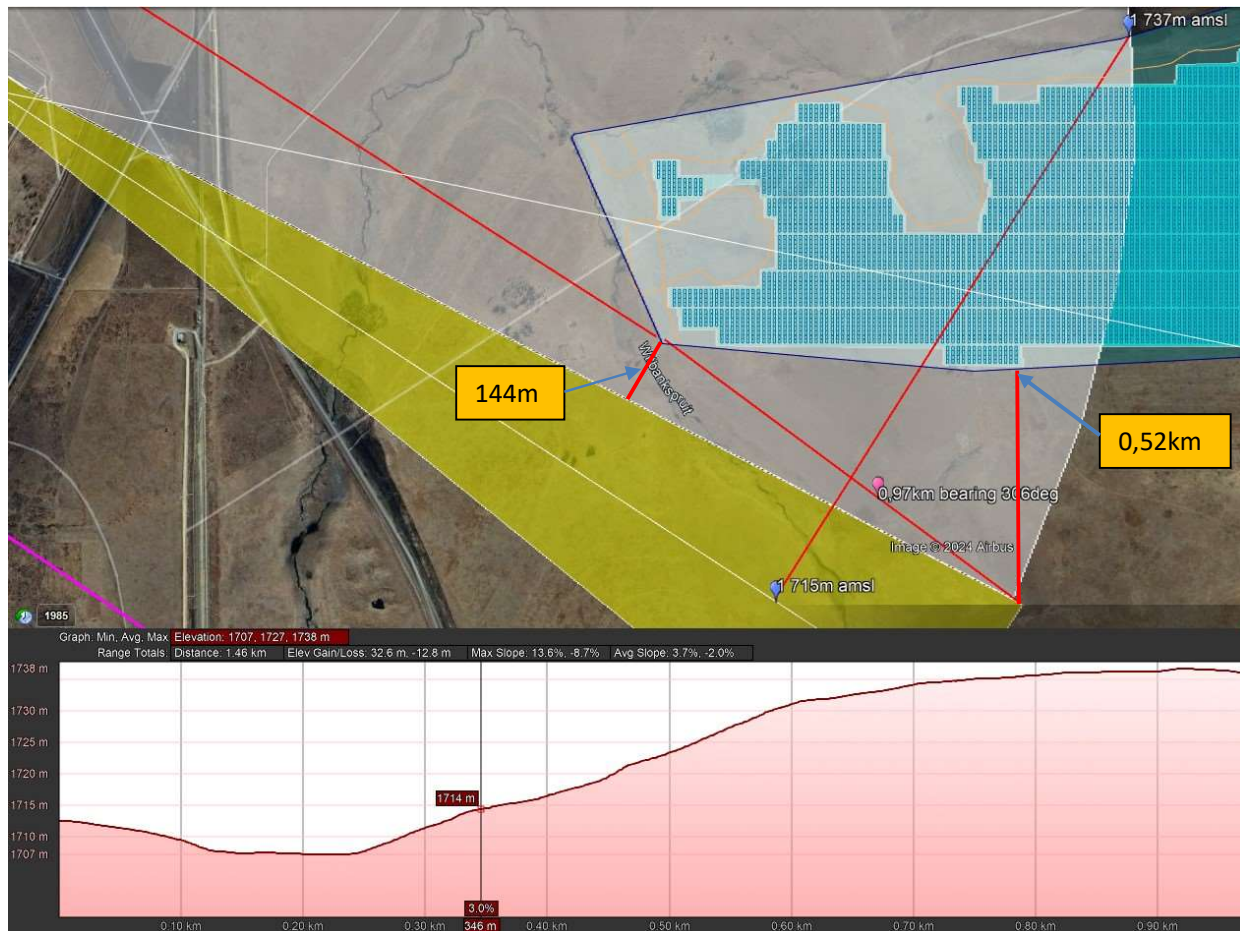 1 737m amsl
Witbankspruit
144m
0,52km
0,97km bearing 306deg
Image © 2024 Airbus
1 715m amsl
1985
Graph: Min, Avg, Max Elevation: 1707, 1727, 1738 m
Range Totals: Distance: 1.46 km Elev Gain/Loss: 32.6 m, -12.8 m Max Slope: 13.6%, -8.7% Avg Slope: 3.7%, -2.0%
1738 m
1730 m
1725 m
1720 m
1714 m
1715 m
1710 m
1707 m
3.0%
0.10 km 0.20 km 0.30 km 346 m 0.40 km 0.50 km 0.60 km 0.70 km 0.80 km 0.90 km